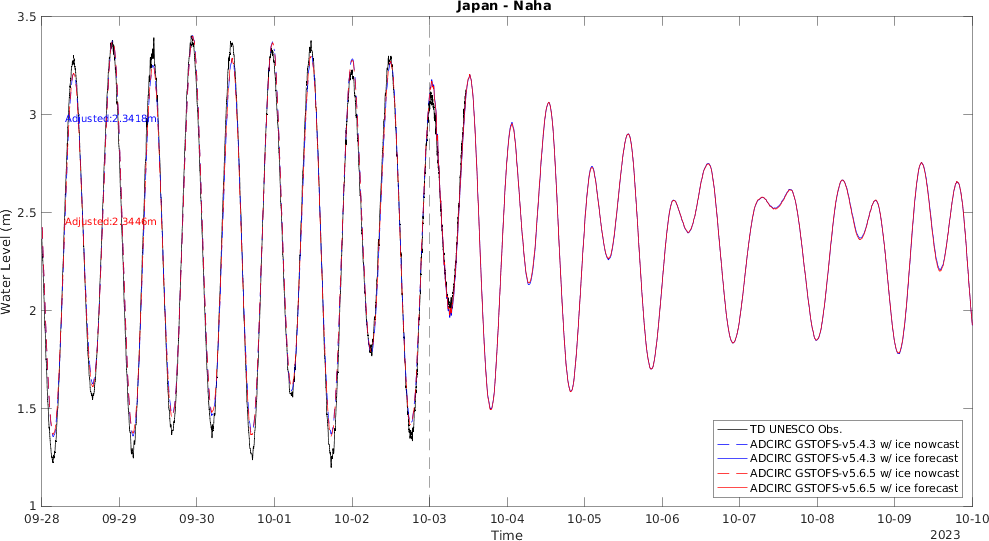 Japan - Naha
Water Level (m)
3.5
3
2.5
2
1.5
1
Adjusted:2.3418m
Adjusted:2.3446m
TD UNESCO Obs.
ADCIRC GSTOFS-v5.4.3 w/ ice nowcast
ADCIRC GSTOFS-v5.4.3 w/ ice forecast
ADCIRC GSTOFS-v5.6.5 w/ ice nowcast
ADCIRC GSTOFS-v5.6.5 w/ ice forecast
09-28 09-29 09-30 10-01 10-02 10-03 10-04 10-05 10-06 10-07 10-08 10-09 10-10
Time
2023